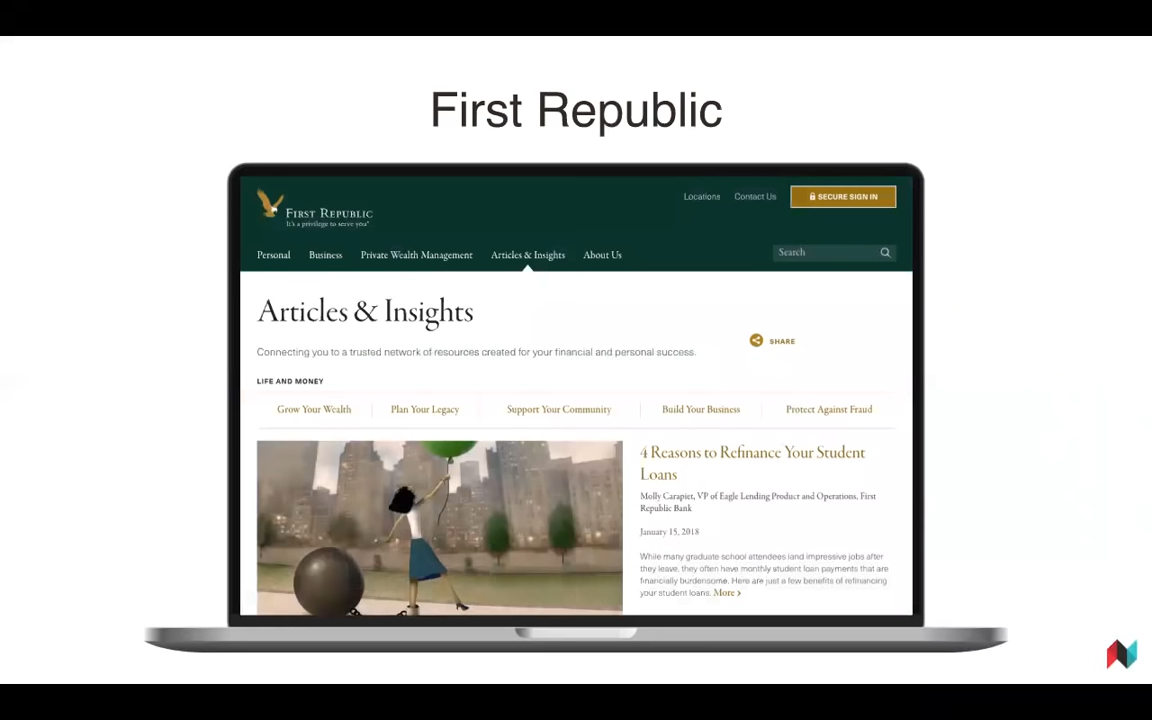 First Republic
Locations Contact Us SECURE SIGN IN
FIRST REPUBLIC
It's a privilege to serve you®
Personal Business Private Wealth Management Articles & Insights About Us Search
Articles & Insights
Connecting you to a trusted network of resources created for your financial and personal success.
SHARE
LIFE AND MONEY
Grow Your Wealth Plan Your Legacy Support Your Community Build Your Business Protect Against Fraud
4 Reasons to Refinance Your Student
Loans
Molly Carapiet, VP of Eagle Lending Product and Operations, First
Republic Bank
January 15, 2018
While many graduate school attendees land impressive jobs after
they leave, they often have monthly student loan payments that are
financially burdensome. Here are just a few benefits of refinancing
your student loans. More ›